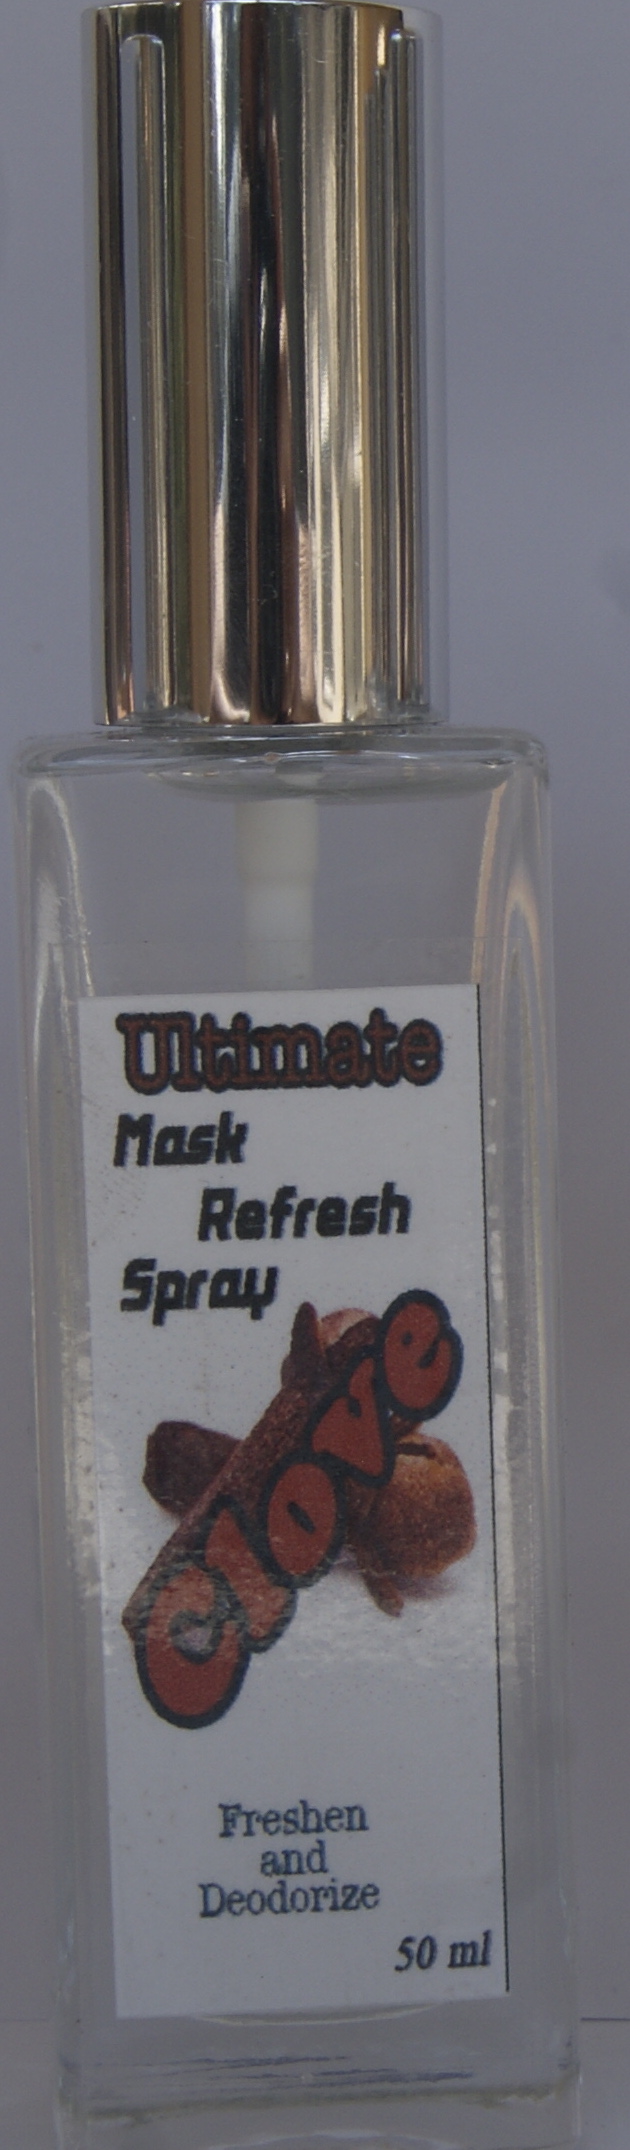 Ultimate
Mask
Refresh
Spray
Clove
Freshen
and
Deodorize
50 ml